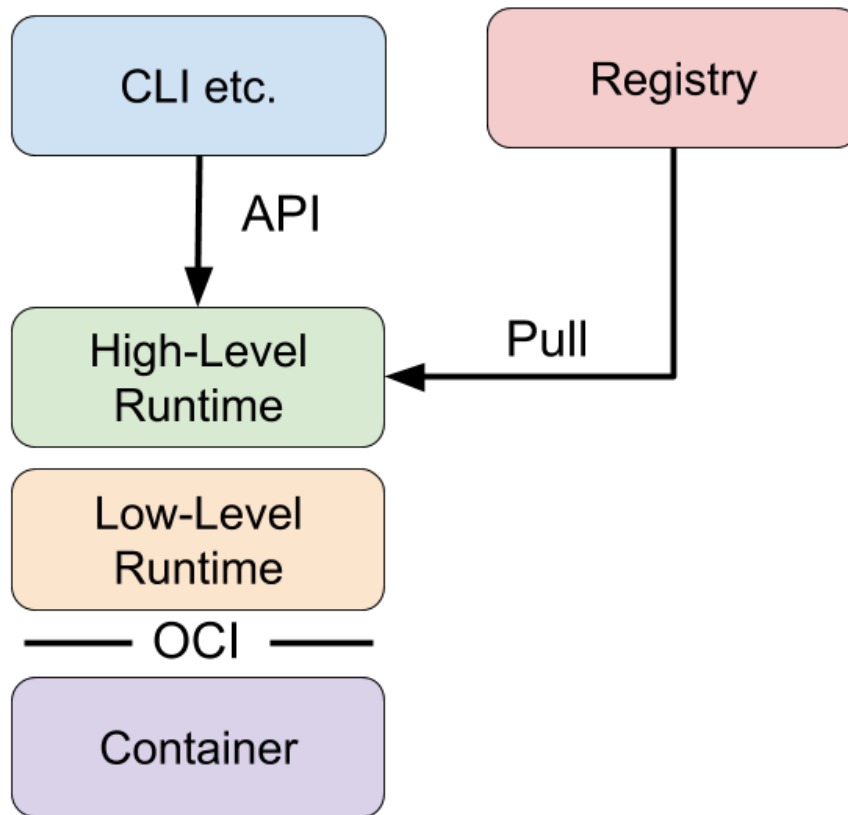 CLI etc.
Registry
API
High-Level
Runtime
Pull
Low-Level
Runtime
OCI
Container